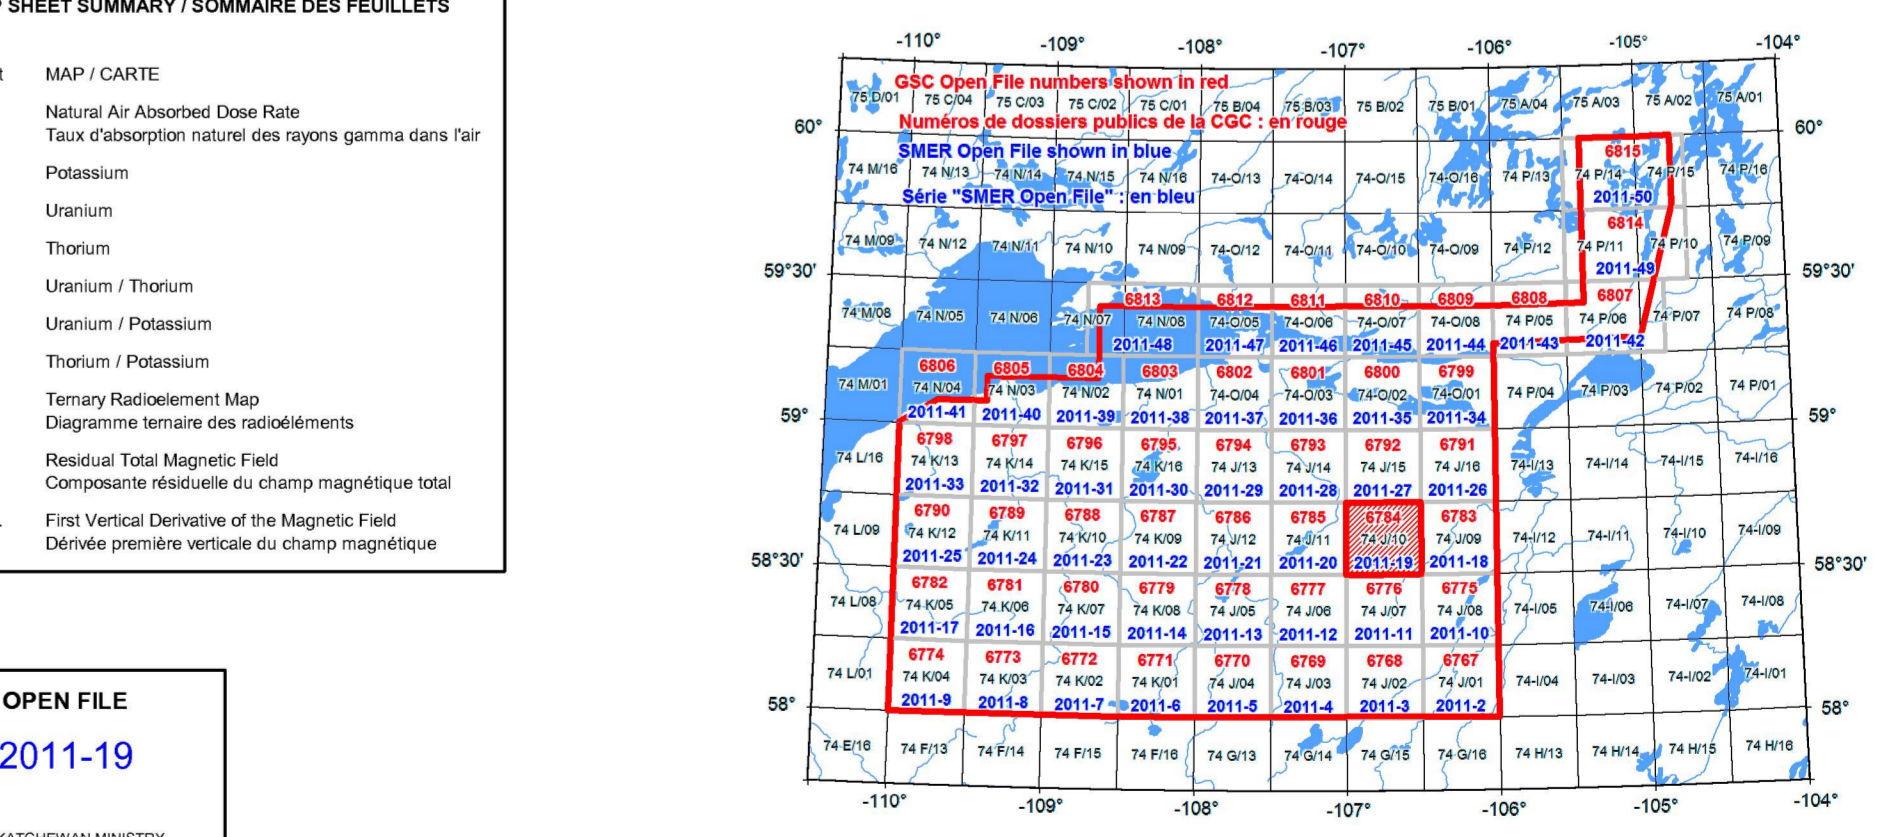 SHEET SUMMARY / SOMMAIRE DES FEUILLETS
MAP / CARTE
Natural Air Absorbed Dose Rate
Taux d'absorption naturel des rayons gamma dans l'air
Potassium
Uranium
Thorium
Uranium / Thorium
Uranium / Potassium
Thorium / Potassium
Ternary Radioelement Map
Diagramme ternaire des radioéléments
Residual Total Magnetic Field
Composante résiduelle du champ magnétique total
First Vertical Derivative of the Magnetic Field
Dérivée première verticale du champ magnétique
OPEN FILE
2011-19
-110° -109° -108° -107° -106° -105° -104°
GSC Open File numbers shown in red
75 D/01 75 C/04 75 C/03 75 C/02 75 C/01 75 B/04 75 B/03 75 B/02 75 B/01 75 A/04 75 A/03 75 A/02 75 A/01
Numéros de dossiers publics de la CGC : en rouge
60° 60°
SMER Open File shown in blue
6815
74 M/16 74 N/13 74 N/14 74 N/15 74 N/16 74-O/13 74-O/14 74-O/15 74-O/16 74 P/13 74 P/14 74 P/15 74 P/16
Série "SMER Open File" : en bleu
2011-50
6814
74 M/09 74 N/12 74 N/11 74 N/10 74 N/09 74-O/12 74-O/11 74-O/10 74-O/09 74 P/12 74 P/11 74 P/10 74 P/09
2011-49
59°30' 59°30'
6813 6812 6811 6810 6809 6808 6807
74 M/08 74 N/05 74 N/06 74 N/07 74 N/08 74-O/05 74-O/06 74-O/07 74-O/08 74 P/05 74 P/06 74 P/07 74 P/08
2011-48 2011-47 2011-46 2011-45 2011-44 2011-43 2011-42
6806 6805 6804 6803 6802 6801 6800 6799
74 M/01 74 N/04 74 N/03 74 N/02 74 N/01 74-O/04 74-O/03 74-O/02 74-O/01 74 P/04 74 P/03 74 P/02 74 P/01
2011-41 2011-40 2011-39 2011-38 2011-37 2011-36 2011-35 2011-34
59° 59°
6798 6797 6796 6795 6794 6793 6792 6791
74 L/16 74 K/13 74 K/14 74 K/15 74 K/16 74 J/13 74 J/14 74 J/15 74 J/16 74-I/13 74-I/14 74-I/15 74-I/16
2011-33 2011-32 2011-31 2011-30 2011-29 2011-28 2011-27 2011-26
6790 6789 6788 6787 6786 6785 6784 6783
74 L/09 74 K/12 74 K/11 74 K/10 74 K/09 74 J/12 74 J/11 74 J/10 74 J/09 74-I/12 74-I/11 74-I/10 74-I/09
2011-25 2011-24 2011-23 2011-22 2011-21 2011-20 2011-19 2011-18
58°30' 58°30'
6782 6781 6780 6779 6778 6777 6776 6775
74 L/08 74 K/05 74 K/06 74 K/07 74 K/08 74 J/05 74 J/06 74 J/07 74 J/08 74-I/05 74-I/06 74-I/07 74-I/08
2011-17 2011-16 2011-15 2011-14 2011-13 2011-12 2011-11 2011-10
6774 6773 6772 6771 6770 6769 6768 6767
74 L/01 74 K/04 74 K/03 74 K/02 74 K/01 74 J/04 74 J/03 74 J/02 74 J/01 74-I/04 74-I/03 74-I/02 74-I/01
2011-9 2011-8 2011-7 2011-6 2011-5 2011-4 2011-3 2011-2
58° 58°
74 E/16 74 F/13 74 F/14 74 F/15 74 F/16 74 G/13 74 G/14 74 G/15 74 G/16 74 H/13 74 H/14 74 H/15 74 H/16
-110° -109° -108° -107° -106° -105° -104°